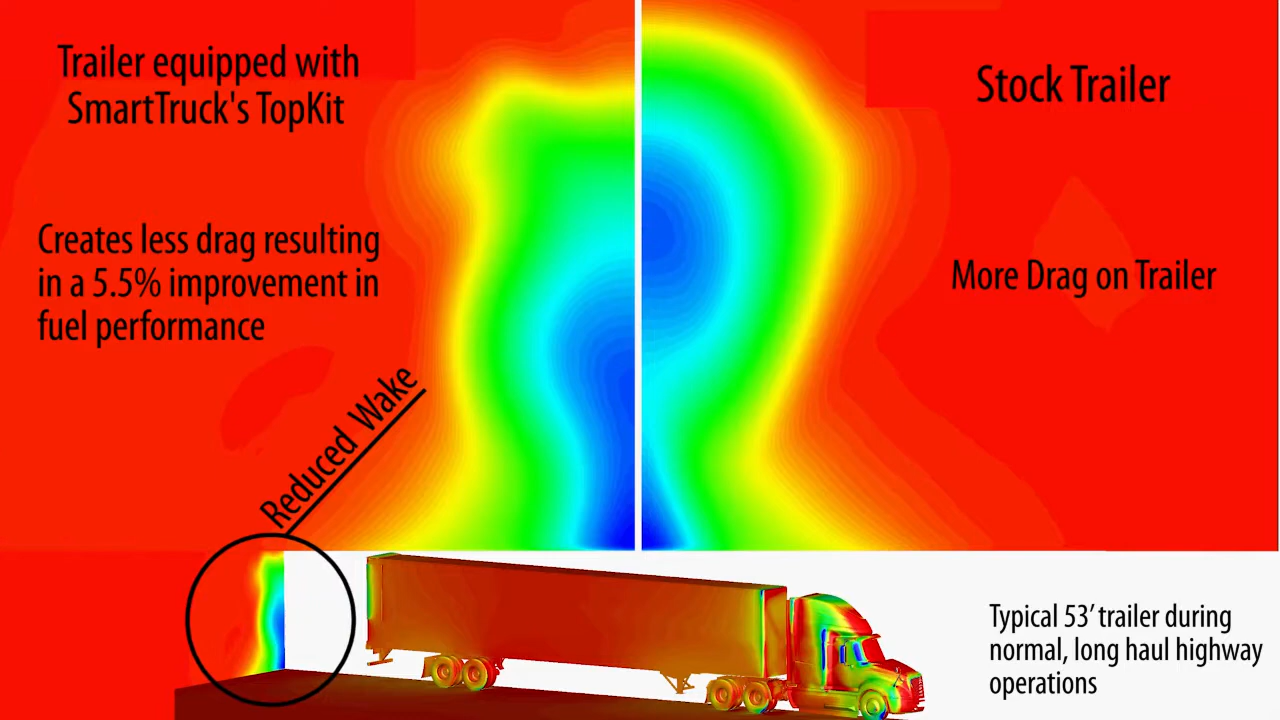 Trailer equipped with
SmartTruck's TopKit
Creates less drag resulting
in a 5.5% improvement in
fuel performance
Reduced Wake
Stock Trailer
More Drag on Trailer
Typical 53’ trailer during
normal, long haul highway
operations